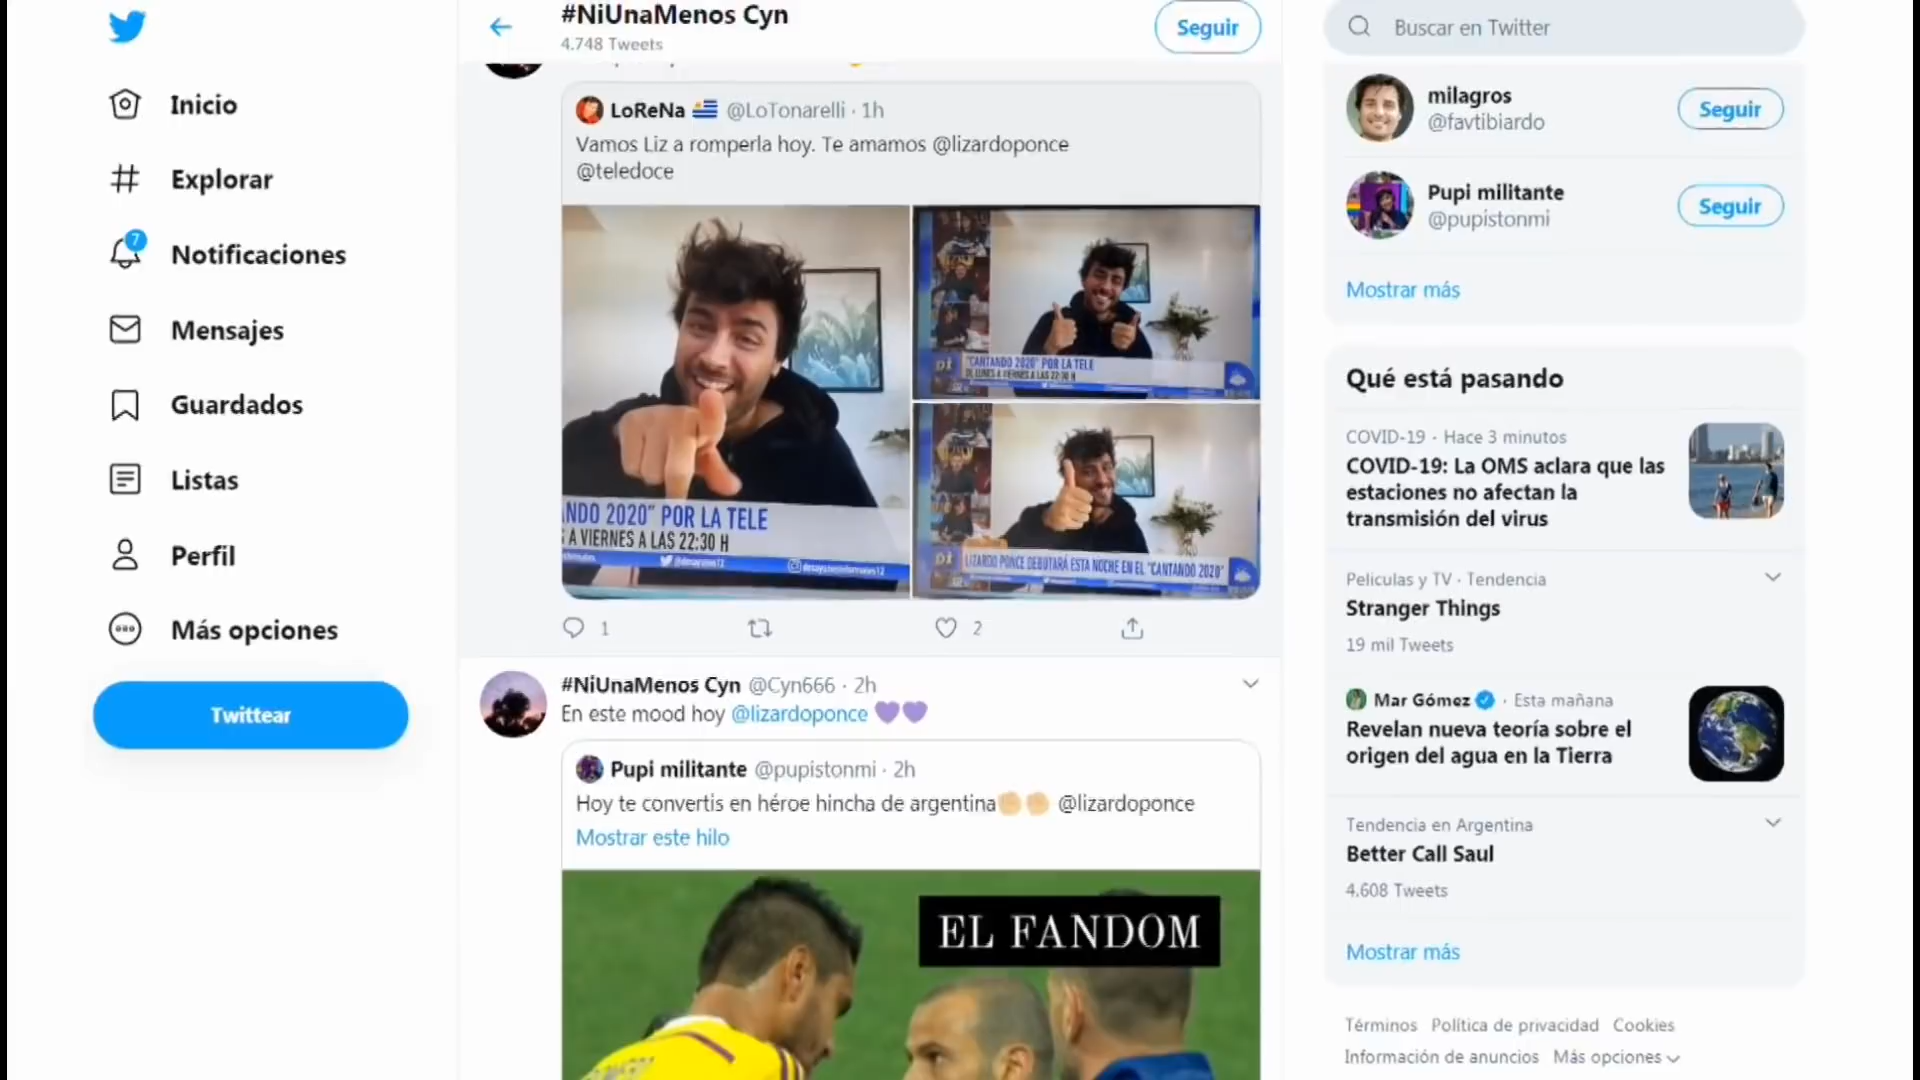 Inicio
Explorar
7
Notificaciones
Mensajes
Guardados
Listas
Perfil
Más opciones
Twittear
#NiUnaMenos Cyn
4.748 Tweets
Seguir
LoReNa @LoTonarelli · 1h
Vamos Liz a romperla hoy. Te amamos @lizardoponce
@teledoce
NDO 2020" POR LA TELE
A VIERNES A LAS 22:30 H
"CANTANDO 2020" POR LA TELE
DE LUNES A VIERNES A LAS 22:30 H
LIZARDO PONCE DEBUTARÁ ESTA NOCHE EN EL "CANTANDO 2020"
1
2
#NiUnaMenos Cyn @Cyn666 · 2h
En este mood hoy @lizardoponce 💜💜
Pupi militante @pupistonmi · 2h
Hoy te convertis en héroe hincha de argentina✊🏼✊🏼 @lizardoponce
Mostrar este hilo
EL FANDOM
Buscar en Twitter
milagros
@favtibiardo
Seguir
Pupi militante
@pupistonmi
Seguir
Mostrar más
Qué está pasando
COVID-19 · Hace 3 minutos
COVID-19: La OMS aclara que las
estaciones no afectan la
transmisión del virus
Peliculas y TV · Tendencia
Stranger Things
19 mil Tweets
Mar Gómez · Esta mañana
Revelan nueva teoría sobre el
origen del agua en la Tierra
Tendencia en Argentina
Better Call Saul
4.608 Tweets
Mostrar más
Términos Política de privacidad Cookies
Información de anuncios Más opciones